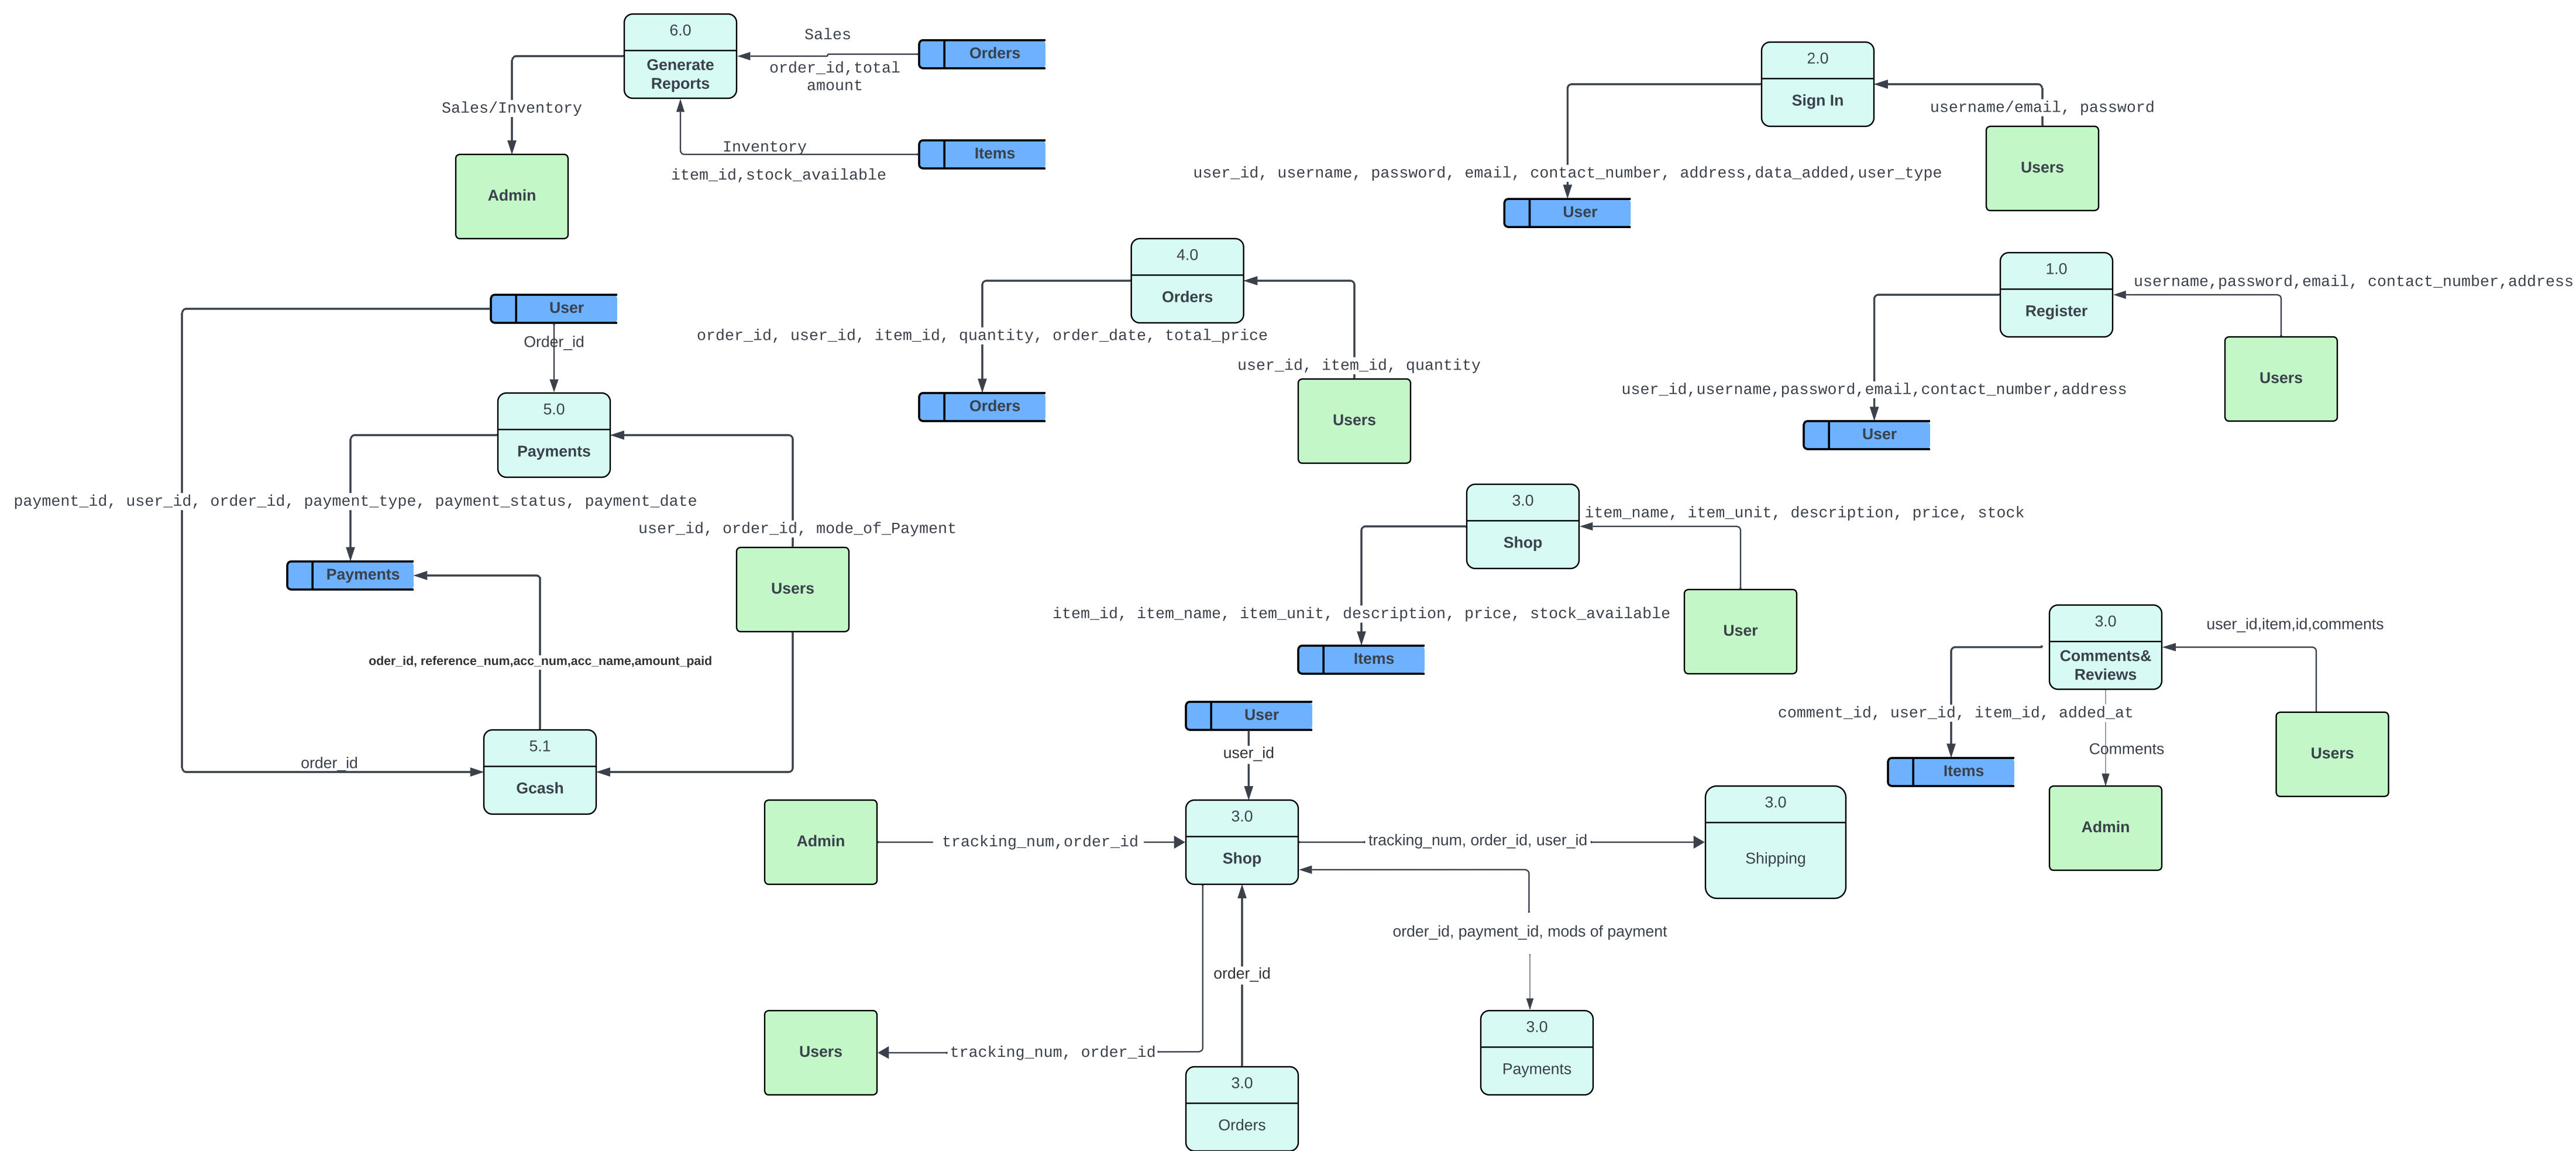 6.0
Generate
Reports
Sales
order_id,total
amount
Orders
Sales/Inventory
Inventory
item_id,stock_available
Items
Admin
2.0
Sign In
username/email, password
Users
user_id, username, password, email, contact_number, address,data_added,user_type
User
4.0
Orders
order_id, user_id, item_id, quantity, order_date, total_price
user_id, item_id, quantity
Orders
Users
1.0
Register
username,password,email, contact_number,address
Users
user_id,username,password,email,contact_number,address
User
User
Order_id
5.0
Payments
payment_id, user_id, order_id, payment_type, payment_status, payment_date
user_id, order_id, mode_of_Payment
Payments
Users
oder_id, reference_num,acc_num,acc_name,amount_paid
5.1
Gcash
order_id
3.0
Shop
item_name, item_unit, description, price, stock
User
item_id, item_name, item_unit, description, price, stock_available
Items
3.0
Comments&
Reviews
user_id,item,id,comments
Users
comment_id, user_id, item_id, added_at
Comments
Items
Admin
User
user_id
Admin
tracking_num,order_id
3.0
Shop
tracking_num, order_id, user_id
3.0
Shipping
order_id, payment_id, mods of payment
order_id
Users
tracking_num, order_id
3.0
Payments
3.0
Orders